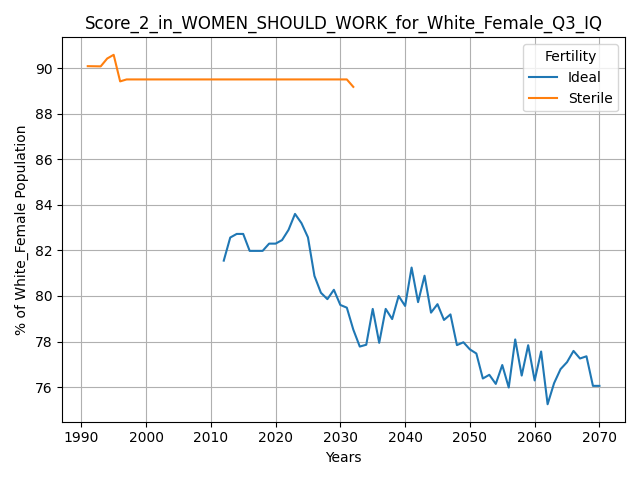 Score_2_in_WOMEN_SHOULD_WORK_for_White_Female_Q3_IQ
Fertility
Ideal
Sterile
% of White_Female Population
90
88
86
84
82
80
78
76
1990 2000 2010 2020 2030 2040 2050 2060 2070
Years